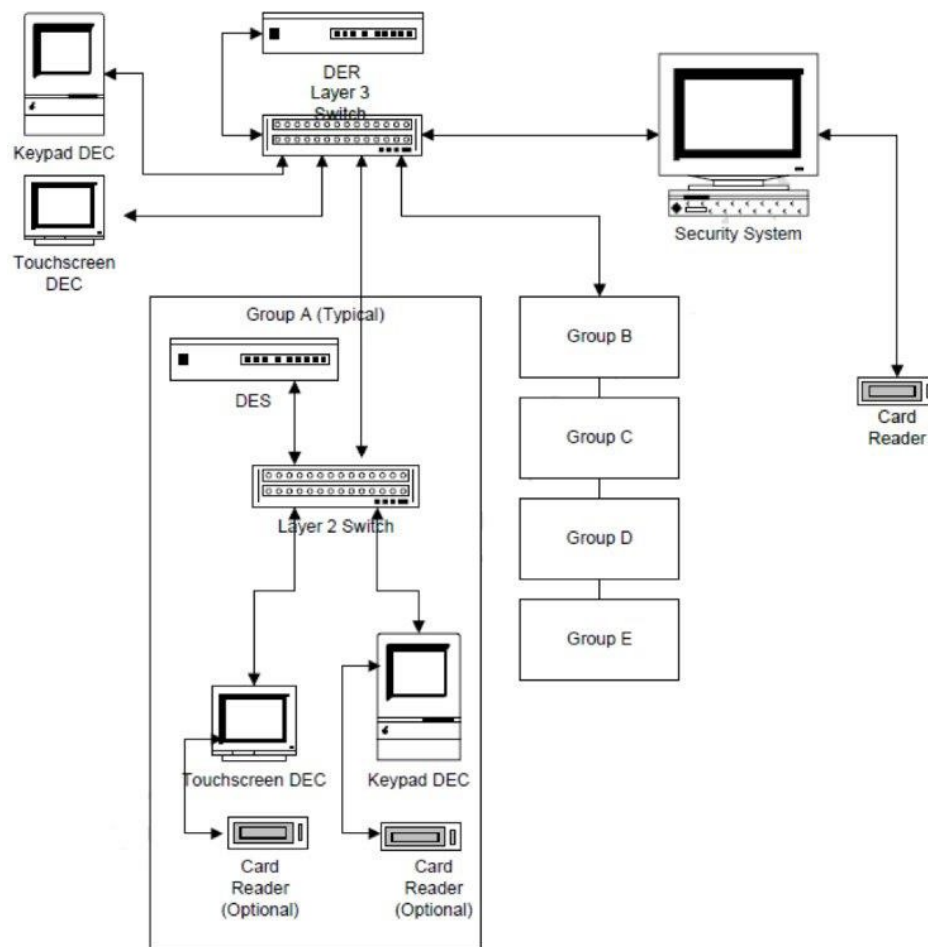 DER
Layer 3
Switch
Keypad DEC
Touchscreen
DEC
Security System
Group A (Typical)
DES
Layer 2 Switch
Group B
Group C
Group D
Group E
Card
Reader
Touchscreen DEC
Keypad DEC
Card
Reader
(Optional)
Card
Reader
(Optional)